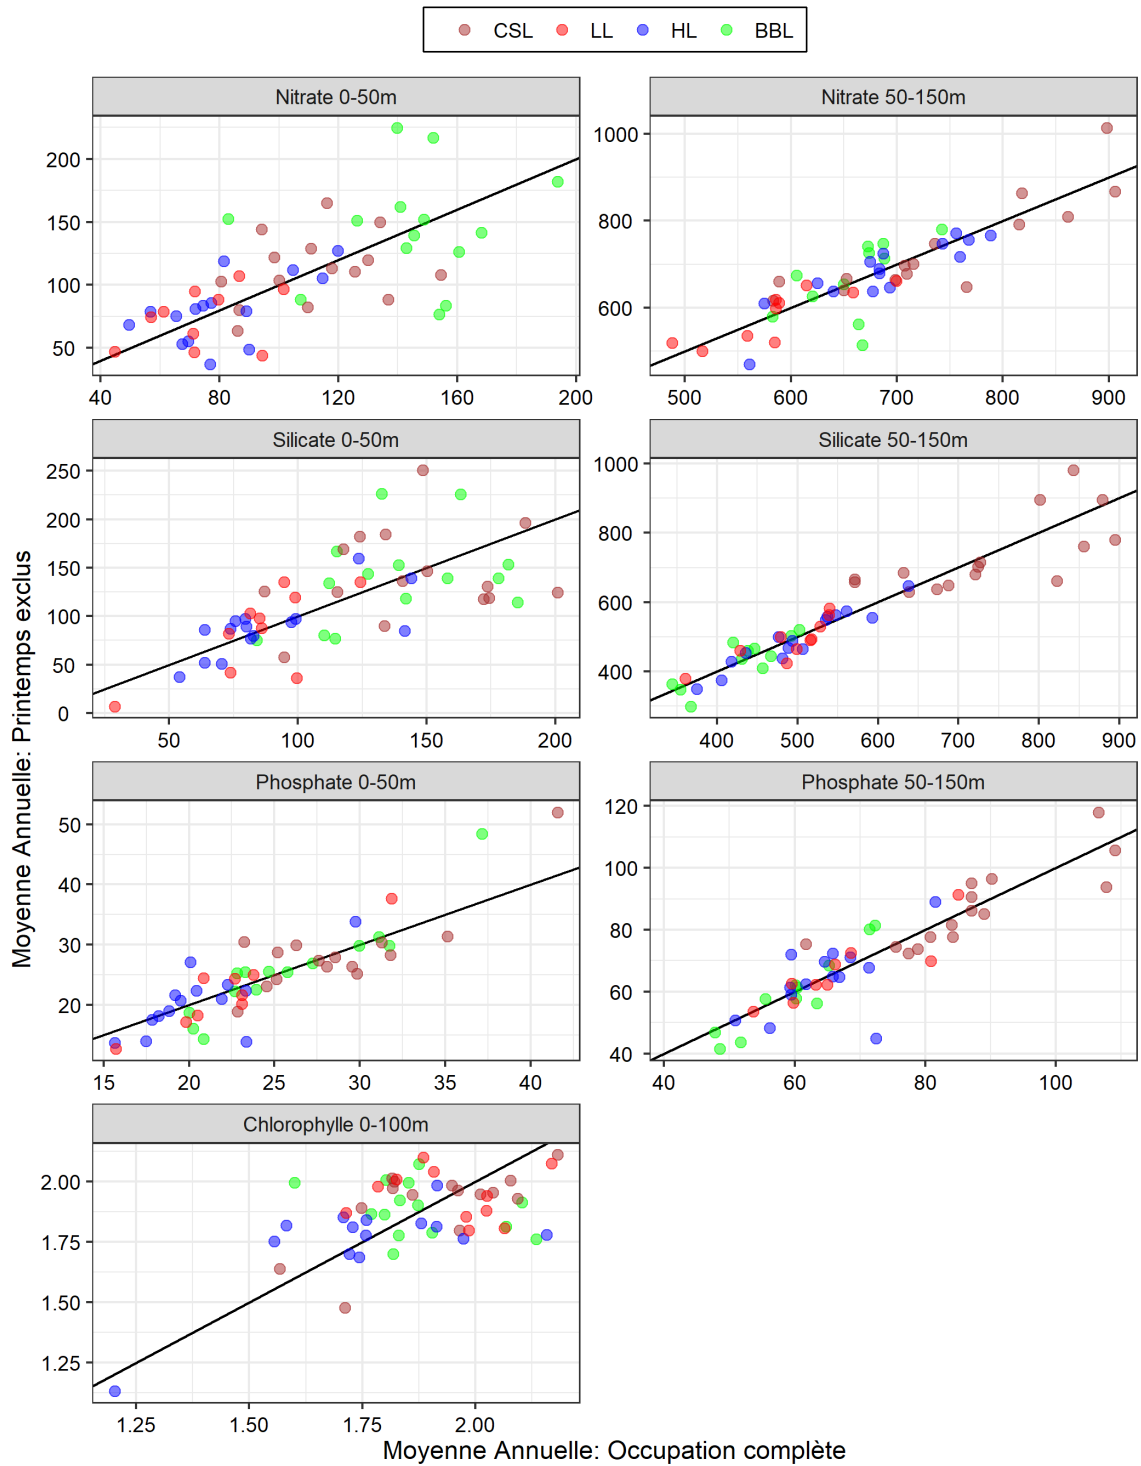 CSL LL HL BBL
Nitrate 0-50m
Nitrate 50-150m
200
150
100
50
40 80 120 160 200
1000
800
600
500 600 700 800 900
Silicate 0-50m
Silicate 50-150m
250
200
150
100
50
0
50 100 150 200
1000
800
600
400
400 500 600 700 800 900
Phosphate 0-50m
Phosphate 50-150m
50
40
30
20
15 20 25 30 35 40
120
100
80
60
40
40 60 80 100
Chlorophylle 0-100m
2.00
1.75
1.50
1.25
1.25 1.50 1.75 2.00
Moyenne Annuelle: Printemps exclus
Moyenne Annuelle: Occupation complète